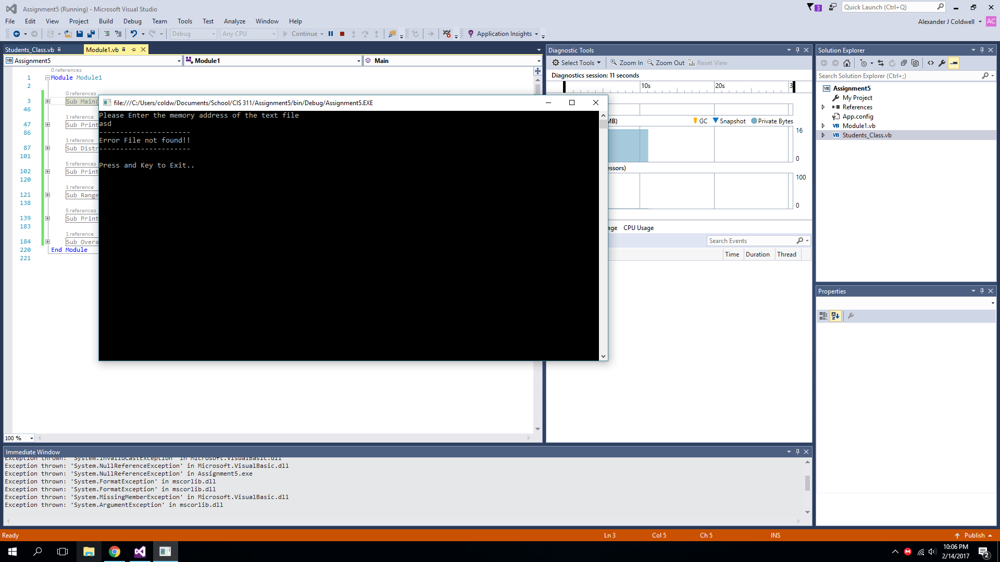 Assignment5 (Running) - Microsoft Visual Studio
3
Quick Launch (Ctrl+Q)
File Edit View Project Build Debug Team Tools Test Analyze Window Help
Alexander J Coldwell AC
Debug Any CPU Continue Application Insights
Students_Class.vb Module1.vb
Assignment5 Module1 Main
0 references
1 Module Module1
2
0 references
3 Sub Main(
46
1 reference
47 Sub Print
86
1 reference
87 Sub Distr
101
5 references
102 Sub Print
120
1 reference
121 Sub Range
138
5 references
139 Sub Print
183
1 reference
184 Sub Overa
220 End Module
221
100 %
file:///C:/Users/coldw/Documents/School/CIS 311/Assignment5/bin/Debug/Assignment5.EXE
Please Enter the memory address of the text file
asd
----------------------
Error File not found!!
----------------------
Press and Key to Exit..
Diagnostic Tools
Select Tools Zoom In Zoom Out Reset View
Diagnostics session: 11 seconds
10s 20s 3
MB) GC Snapshot Private Bytes
16
0
essors)
100
0
age CPU Usage
Search Events
Time Duration Thread
Solution Explorer
Search Solution Explorer (Ctrl+;)
VB Assignment5
My Project
References
App.config
VB Module1.vb
VB Students_Class.vb
Properties
Immediate Window
Exception thrown: 'System.InvalidCastException' in Microsoft.VisualBasic.dll
Exception thrown: 'System.NullReferenceException' in Microsoft.VisualBasic.dll
Exception thrown: 'System.NullReferenceException' in Assignment5.exe
Exception thrown: 'System.FormatException' in mscorlib.dll
Exception thrown: 'System.FormatException' in mscorlib.dll
Exception thrown: 'System.MissingMemberException' in Microsoft.VisualBasic.dll
Exception thrown: 'System.ArgumentException' in mscorlib.dll
Ready Ln 3 Col 5 Ch 5 INS Publish
10:06 PM
2/14/2017
2